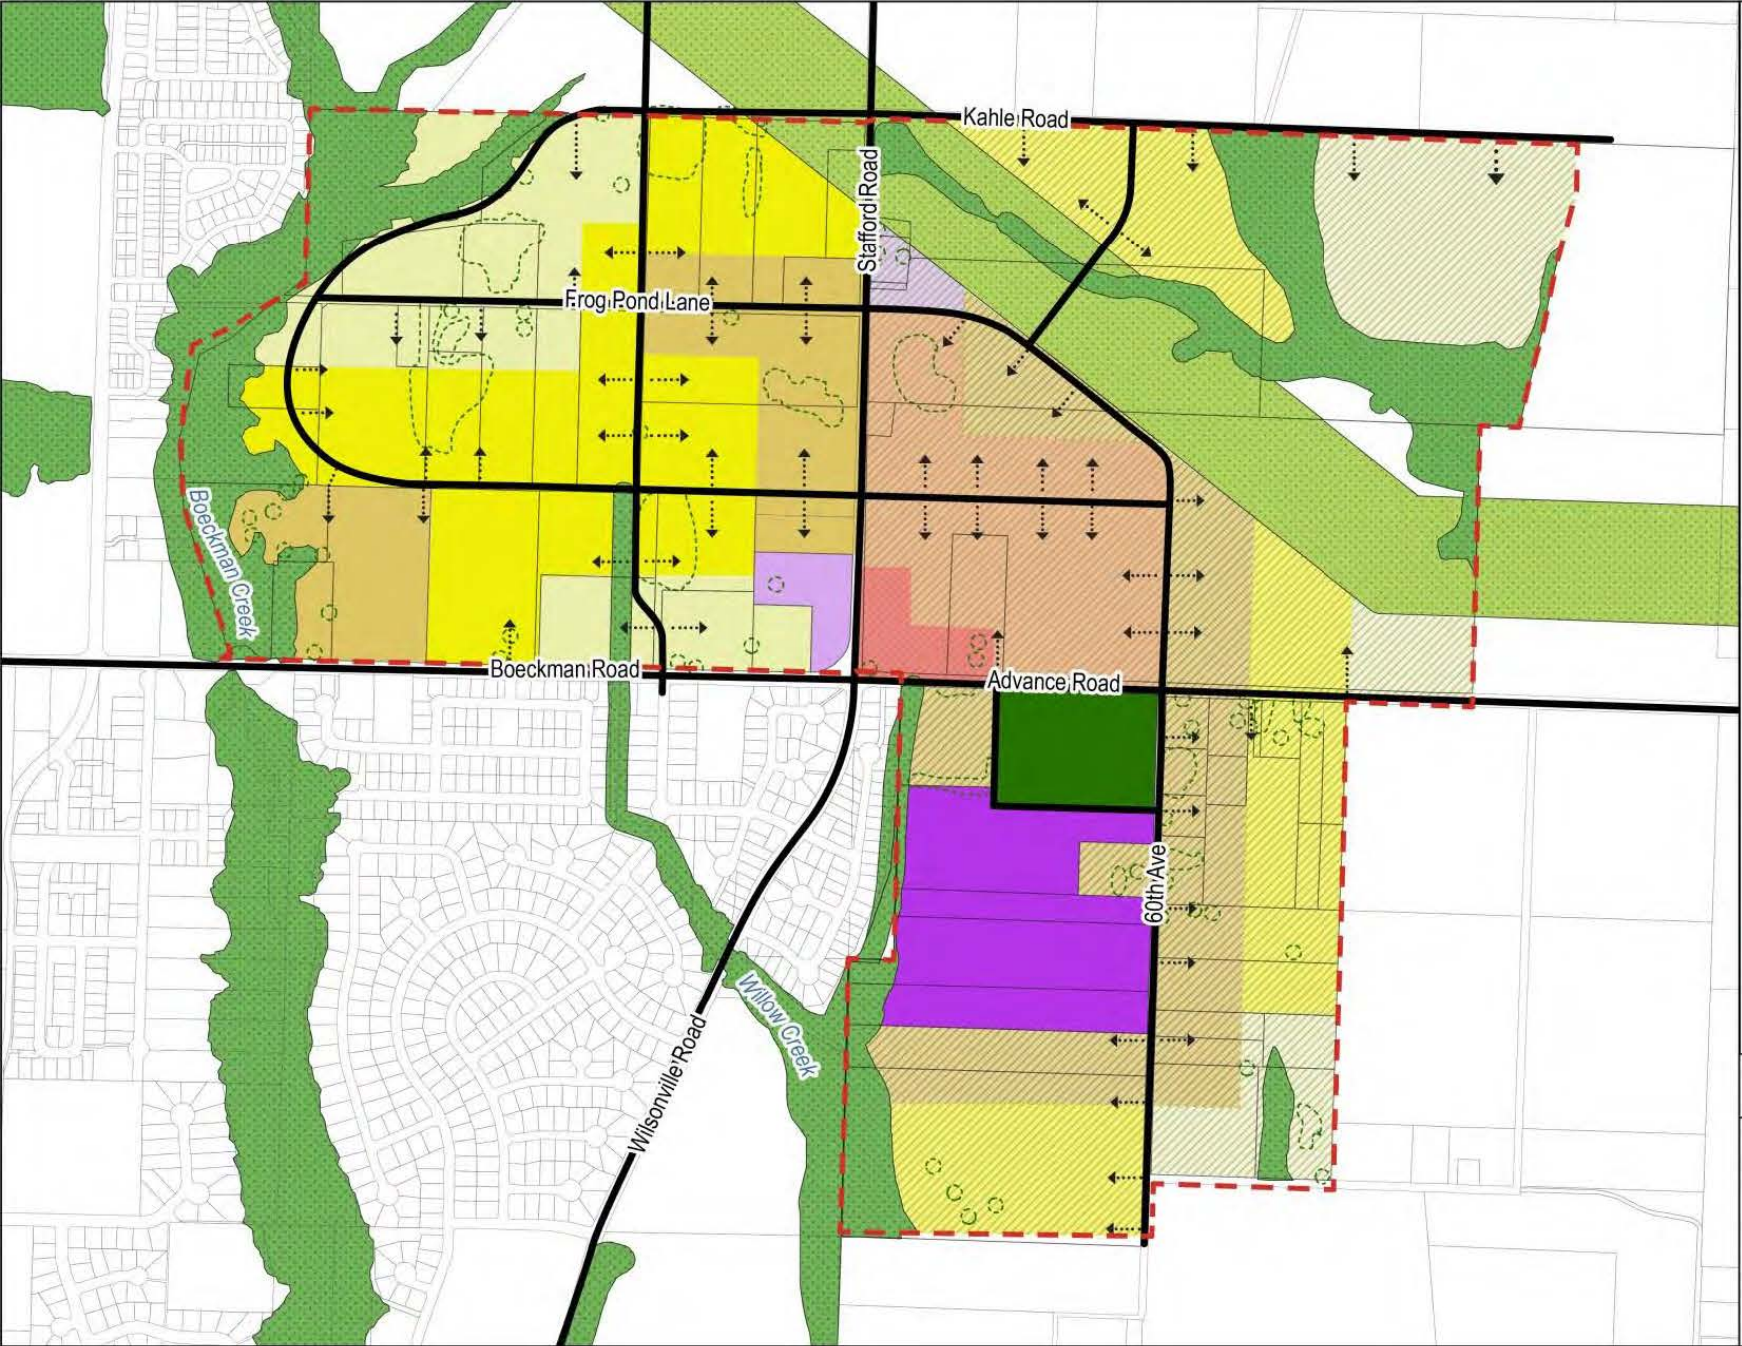 Kahle Road
Stafford Road
Frog Pond Lane
Boeckman Creek
Boeckman Road
Advance Road
60th Ave
Willow Creek
Wilsonville Road